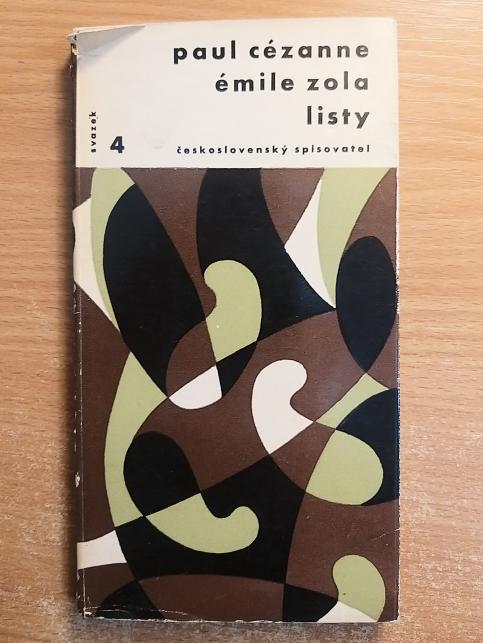 paul cézanne
émile zola
listy
svazek 4
československý spisovatel